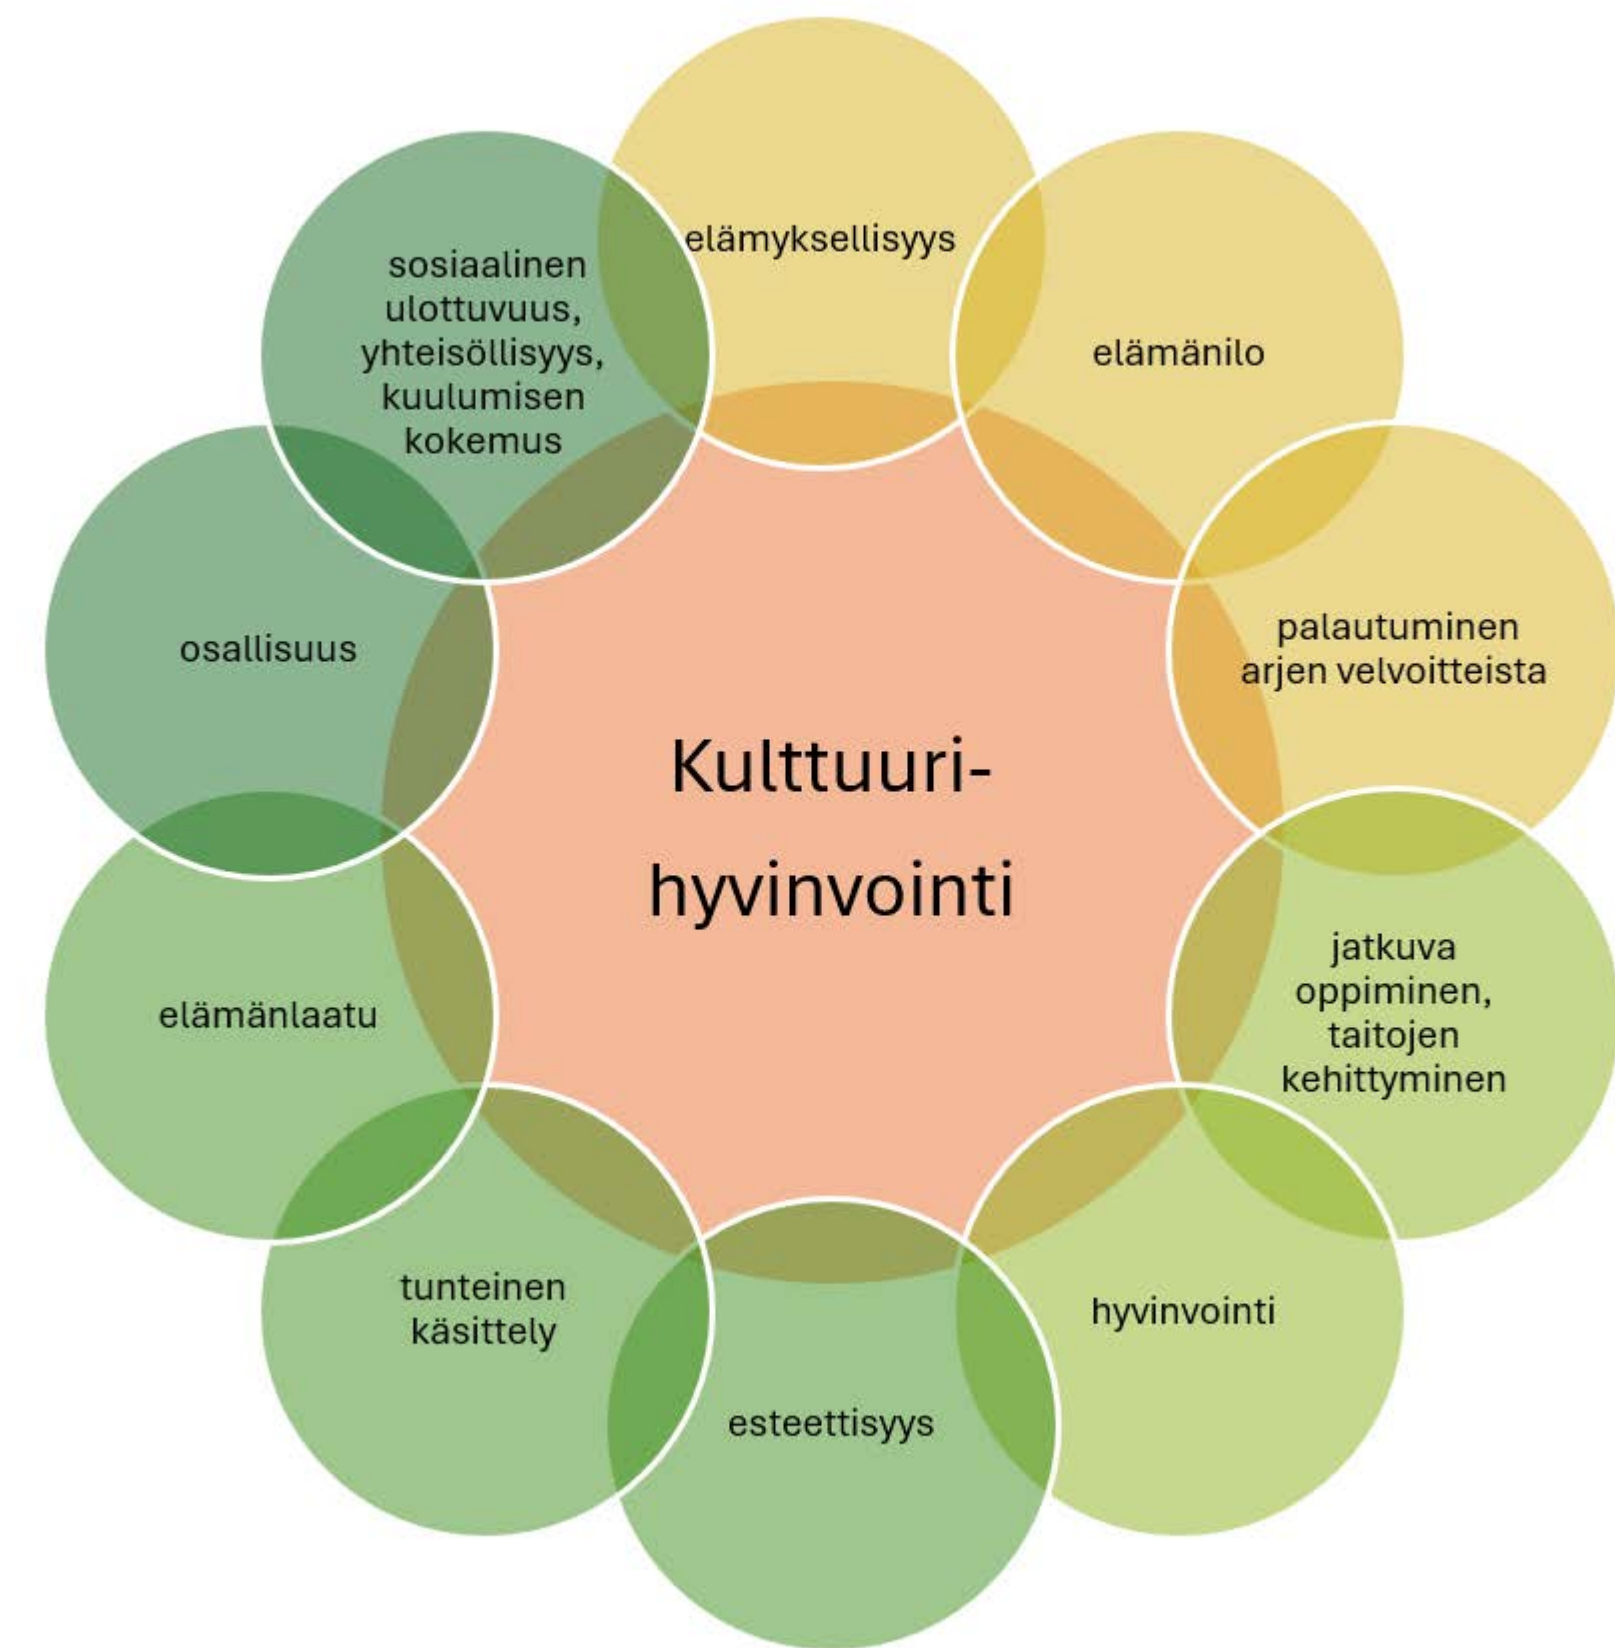 elämyksellisyys
elämänilo
palautuminen
arjen velvoitteista
jatkuva
oppiminen,
taitojen
kehittyminen
hyvinvointi
esteettisyys
tunteinen
käsittely
elämänlaatu
osallisuus
sosiaalinen
ulottuvuus,
yhteisöllisyys,
kuulumisen
kokemus
Kulttuuri-
hyvinvointi